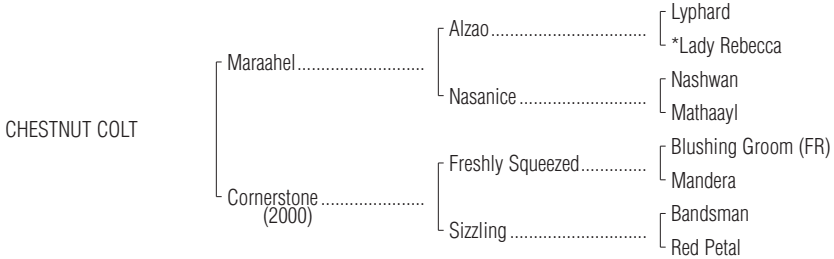 Lyphard
Alzao
*Lady Rebecca
Maraahel
Nashwan
Nasanice
Mathaayl
CHESTNUT COLT
Blushing Groom (FR)
Freshly Squeezed
Mandera
Cornerstone
(2000)
Bandsman
Sizzling
Red Petal